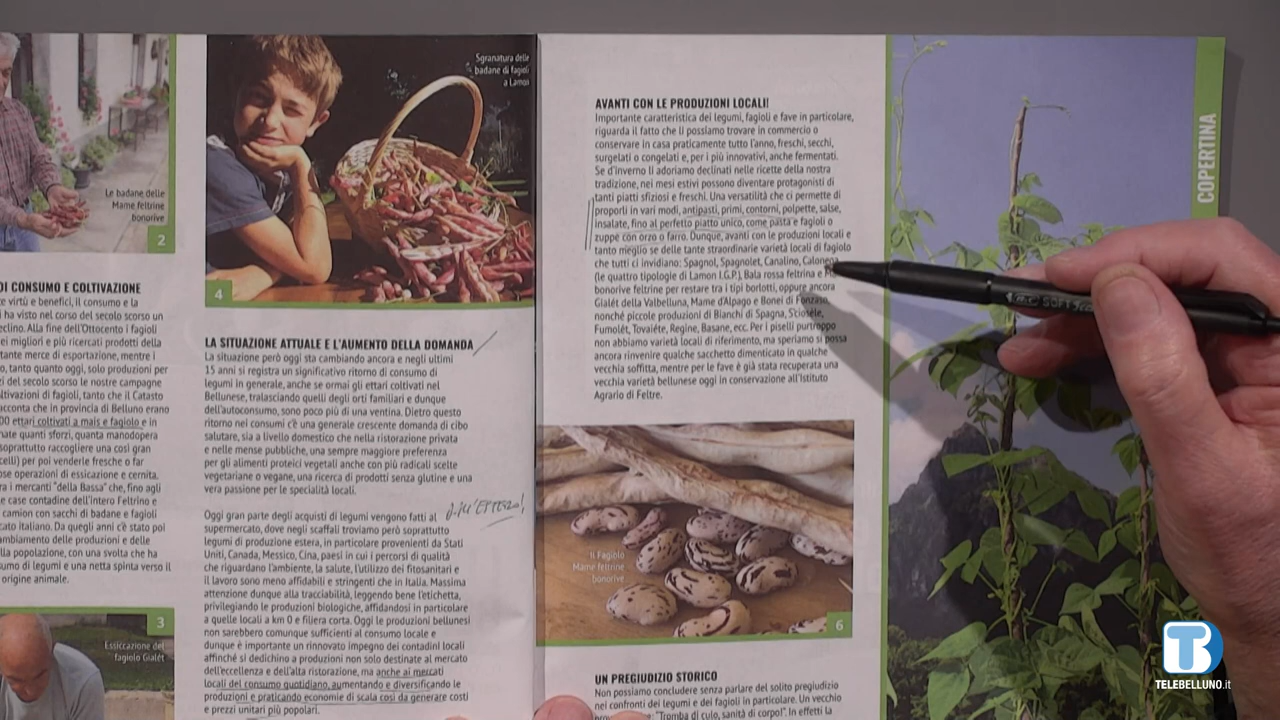 Le badane delle
Mame feltrine
bonorive
2
DI CONSUMO E COLTIVAZIONE
virtù e benefici, il consumo e la
ha visto nel corso del secolo scorso un
eclino. Alla fine dell'Ottocento i fagioli
ei migliori e più ricercati prodotti della
tante merce di esportazione, mentre i
o, tanto quanto oggi, solo produzioni per
zi del secolo scorso le nostre campagne
ltivazioni di fagioli, tanto che il Catasto
acconta che in provincia di Belluno erano
00 ettari coltivati a mais e fagiolo e in
nate quanti sforzi, quanta manodopera
soprattutto raccogliere una così gran
celli) per poi venderle fresche o far
ose operazioni di essicazione e cernita.
ra i mercanti "della Bassa" che, fino agli
e case contadine dell'intero Feltrino e
camion con sacchi di badane e fagioli
cato italiano. Da quegli anni c'è stato poi
ambiamento delle produzioni e delle
lla popolazione, con una svolta che ha
sumo di legumi e una netta spinta verso il
origine animale.
3
Essiccazione del
fagiolo Gialét
Sgranatura delle
badane di fagioli
a Lamon
4
LA SITUAZIONE ATTUALE E L'AUMENTO DELLA DOMANDA
La situazione però oggi sta cambiando ancora e negli ultimi
15 anni si registra un significativo ritorno di consumo di
legumi in generale, anche se ormai gli ettari coltivati nel
Bellunese, tralasciando quelli degli orti familiari e dunque
dell'autoconsumo, sono poco più di una ventina. Dietro questo
ritorno nei consumi c'è una generale crescente domanda di cibo
salutare, sia a livello domestico che nella ristorazione privata
e nelle mense pubbliche, una sempre maggiore preferenza
per gli alimenti proteici vegetali anche con più radicali scelte
vegetariane o vegane, una ricerca di prodotti senza glutine e una
vera passione per le specialità locali.
Oggi gran parte degli acquisti di legumi vengono fatti al
supermercato, dove negli scaffali troviamo però soprattutto
legumi di produzione estera, in particolare provenienti da Stati
Uniti, Canada, Messico, Cina, paesi in cui i percorsi di qualità
che riguardano l'ambiente, la salute, l'utilizzo dei fitosanitari e
il lavoro sono meno affidabili e stringenti che in Italia. Massima
attenzione dunque alla tracciabilità, leggendo bene l'etichetta,
privilegiando le produzioni biologiche, affidandosi in particolare
a quelle locali a km 0 e filiera corta. Oggi le produzioni bellunesi
non sarebbero comunque sufficienti al consumo locale e
dunque è importante un rinnovato impegno dei contadini locali
affinché si dedichino a produzioni non solo destinate al mercato
dell'eccellenza e dell'alta ristorazione, ma anche ai mercati
locali del consumo quotidiano, aumentando e diversificando le
produzioni e praticando economie di scala così da generare costi
e prezzi unitari più popolari.
AVANTI CON LE PRODUZIONI LOCALI!
Importante caratteristica dei legumi, fagioli e fave in particolare,
riguarda il fatto che li possiamo trovare in commercio o
conservare in casa praticamente tutto l'anno, freschi, secchi,
surgelati o congelati e, per i più innovativi, anche fermentati.
Se d'inverno li adoriamo declinati nelle ricette della nostra
tradizione, nei mesi estivi possono diventare protagonisti di
tanti piatti sfiziosi e freschi. Una versatilità che ci permette di
proporli in vari modi, antipasti, primi, contorni, polpette, salse,
insalate, fino al perfetto piatto unico, come pasta e fagioli o
zuppe con orzo o farro. Dunque, avanti con le produzioni locali e
tanto meglio se delle tante straordinarie varietà locali di fagiolo
che tutti ci invidiano: Spagnol, Spagnolet, Canalino, Calonega
(le quattro tipologie di Lamon I.G.P.), Bala rossa feltrina e
bonorive feltrine per restare tra i tipi borlotti, oppure ancora
Gialét della Valbelluna, Mame d'Alpago e Bonei di Fonzaso,
nonché piccole produzioni di Bianchi di Spagna, S'ciosèle,
Fumolét, Tovaiéte, Regine, Basane, ecc. Per i piselli purtroppo
non abbiamo varietà locali di riferimento, ma speriamo si possa
ancora rinvenire qualche sacchetto dimenticato in qualche
vecchia soffitta, mentre per le fave è già stata recuperata una
vecchia varietà bellunese oggi in conservazione all'Istituto
Agrario di Feltre.
Il Fagiolo
Mame feltrine
bonorive
6
UN PREGIUDIZIO STORICO
Non possiamo concludere senza parlare del solito pregiudizio
nei confronti dei legumi e dei fagioli in particolare. Un vecchio
"Tromba di culo, sanità di corpo!". In effetti la
COPERTINA
TELEBELLUNO.it